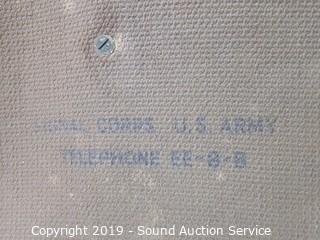 SIGNAL CORPS U.S. ARMY
TELEPHONE EE-8-B
Copyright 2019 - Sound Auction Service